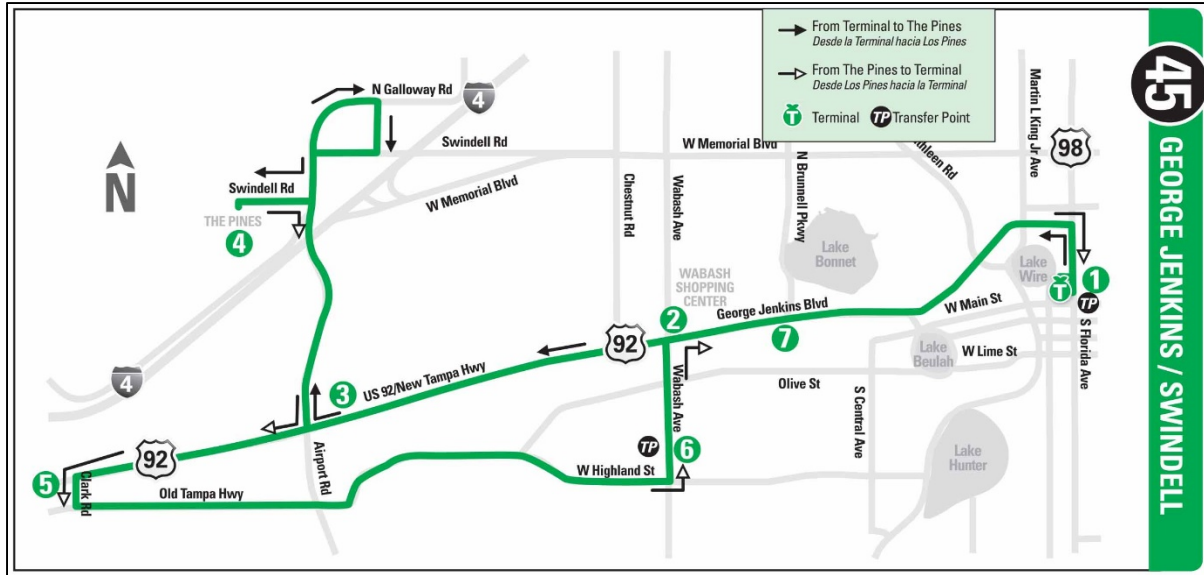 From Terminal to The Pines
Desde la Terminal hacia Los Pines
From The Pines to Terminal
Desde Los Pines hacia la Terminal
T Terminal TP Transfer Point
45
GEORGE JENKINS / SWINDELL
N Galloway Rd
4
Swindell Rd
W Memorial Blvd
Martin L King Jr Ave
98
N
Swindell Rd
THE PINES
4
W Memorial Blvd
Chestnut Rd
Wabash Ave
N Brunnell Pkwy
Lake
Bonnet
Lake
Wire
T
1
TP
WABASH
SHOPPING
CENTER
2
George Jenkins Blvd
7
W Main St
S Florida Ave
92
US 92/New Tampa Hwy
4
3
Wabash Ave
Olive St
S Central Ave
Lake
Beulah
W Lime St
TP
6
W Highland St
Lake
Hunter
92
5
Clark Rd
Old Tampa Hwy
Airport Rd